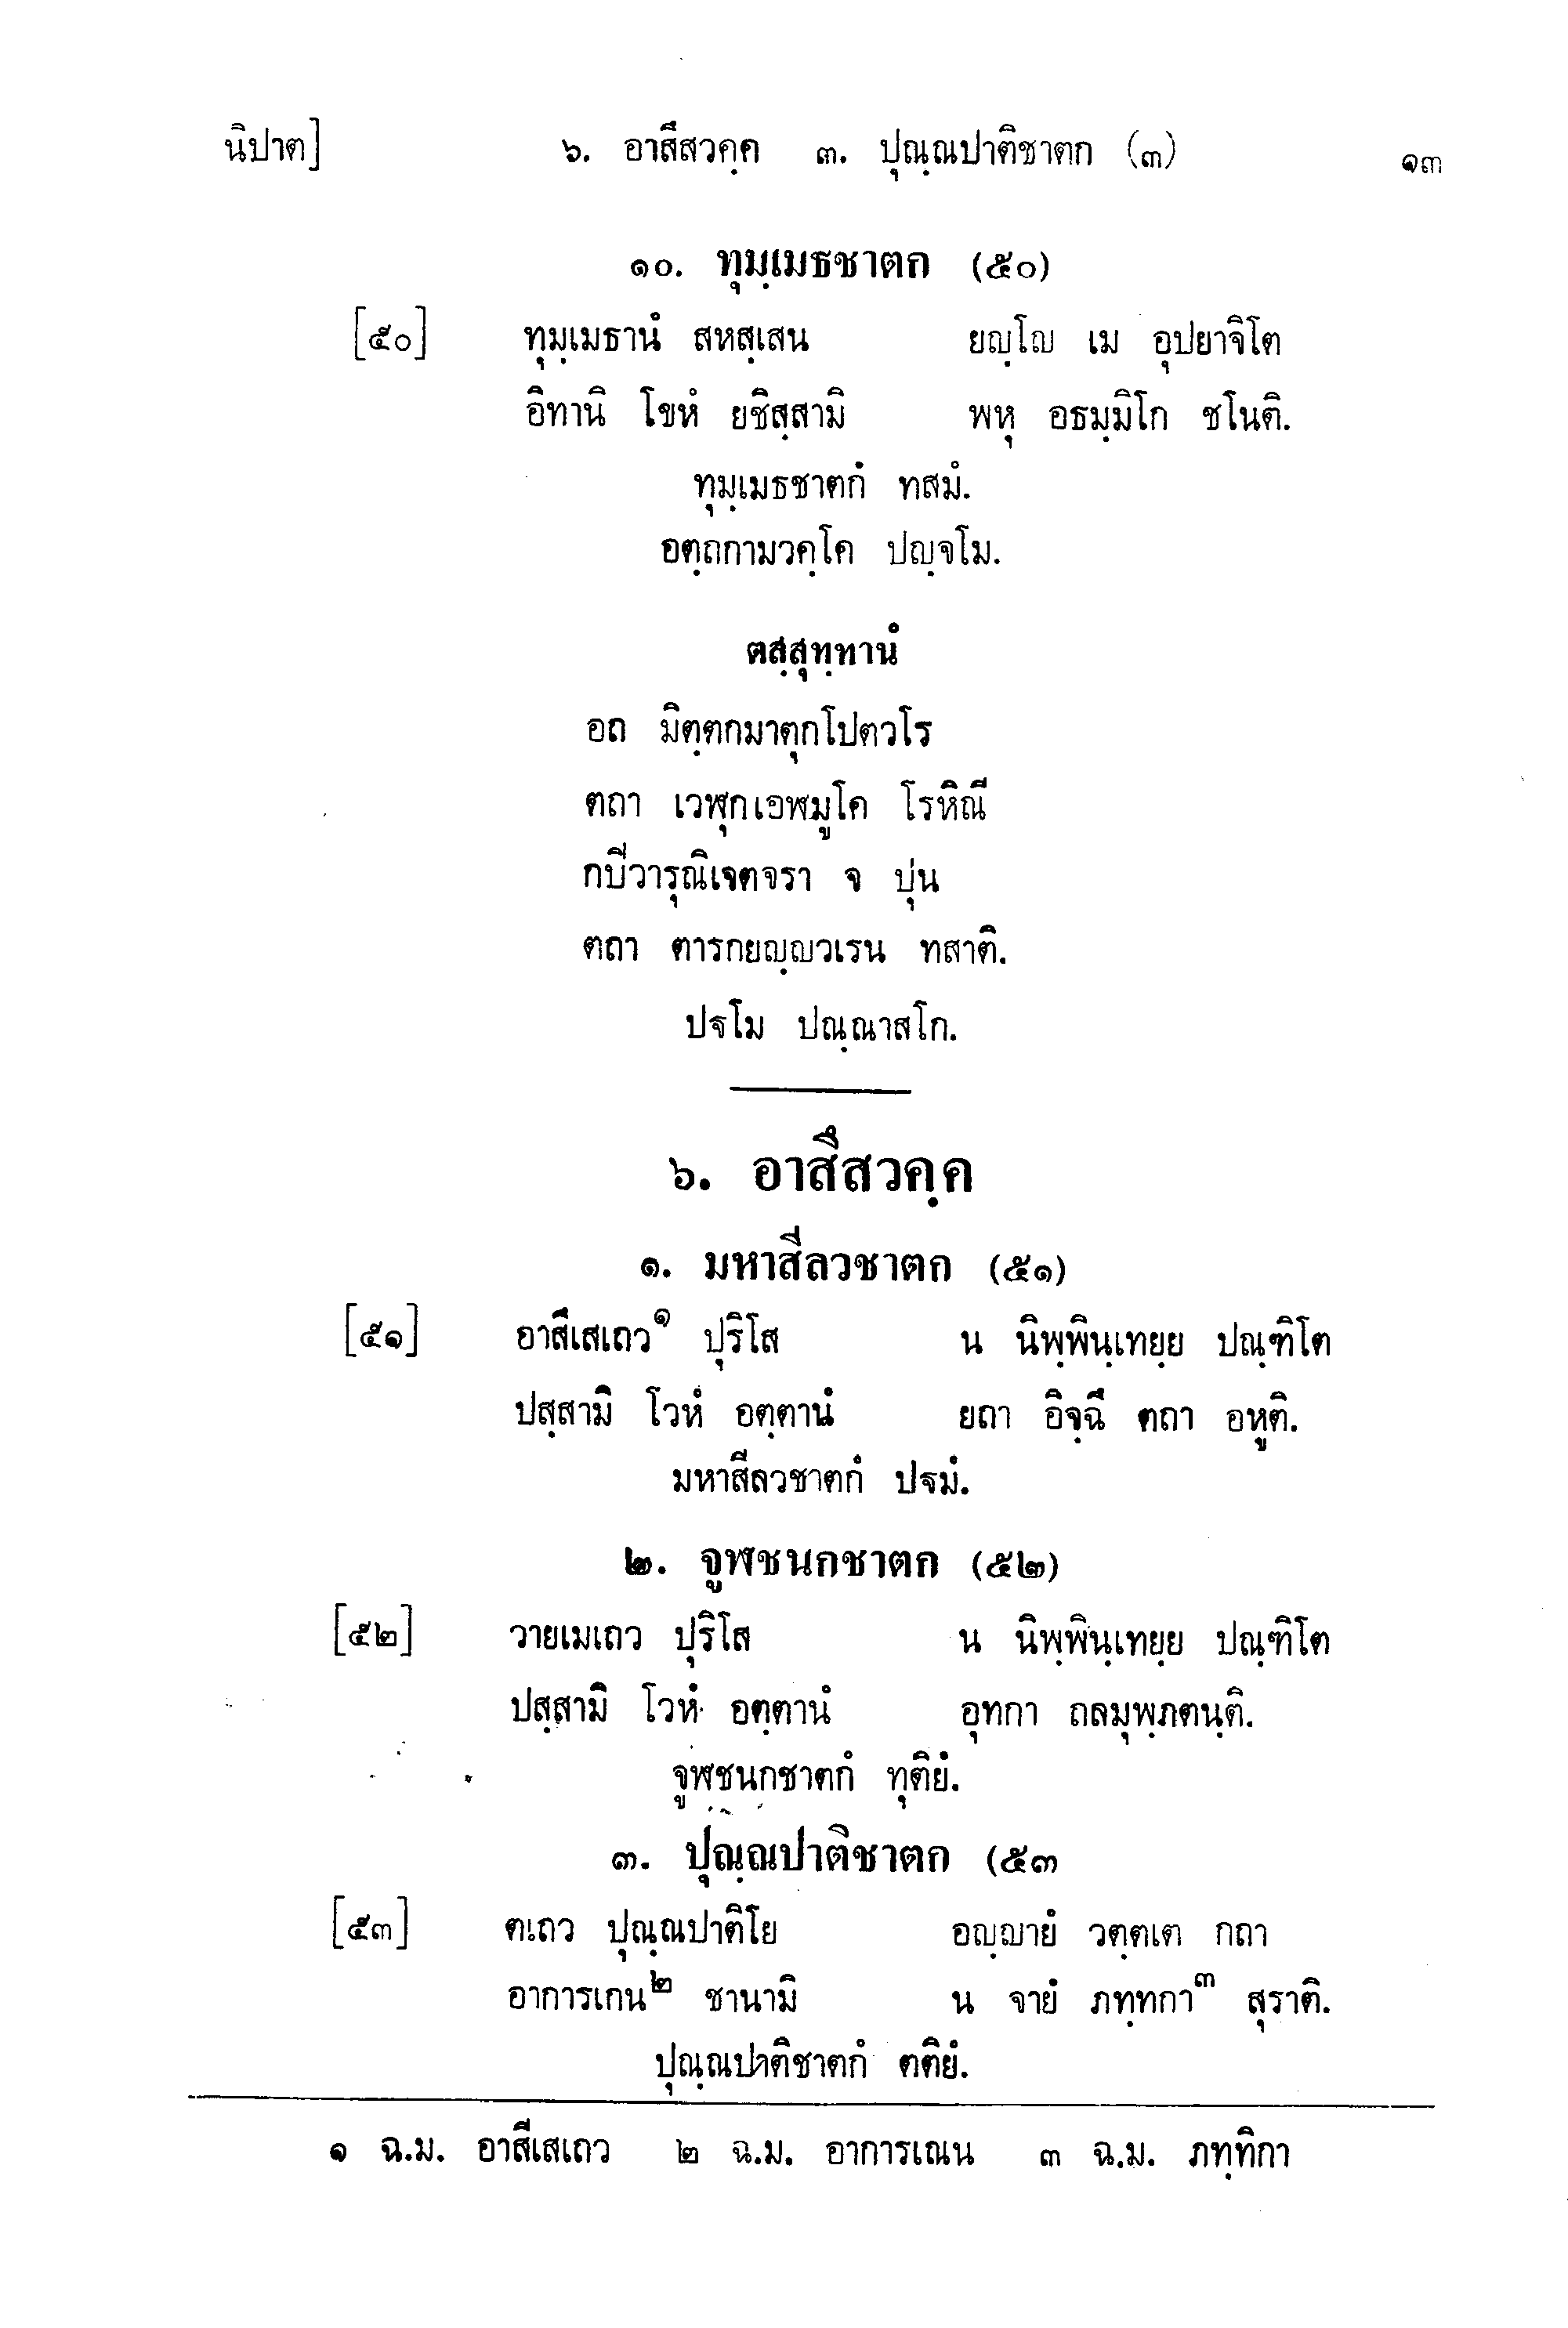 นิปาต] ๖. อาสึสวคฺค ๓. ปุณฺณปาติชาตก (๓) ๑๓
๑๐. ทุมฺเมธชาตก (๕๐)
[๕๐] ทุมฺเมธานํ สหสฺเสน ยญฺโญ เม อุปยาจิโต
อิทานิ โขหํ ยชิสฺสามิ พหุ อธมฺมิโก ชโนติ.
ทุมฺเมธชาตกํ ทสมํ.
อตฺถกามวคฺโค ปญฺจโม.
ตสฺสุทฺทานํ
อถ มิตฺตกมาตุกโปตวโร
ตถา เวฬุกเอฬมูโค โรหิณี
กปีวารุณิเจตจรา จ ปุน
ตถา ตารกยญฺญวเรน ทสาติ.
ปฐโม ปณฺณาสโก.
๖. อาสึสวคฺค
๑. มหาสีลวชาตก (๕๑)
[๕๑] อาสึเสเถว๑ ปุริโส น นิพฺพินฺเทยฺย ปณฺฑิโต
ปสฺสามิ โวหํ อตฺตานํ ยถา อิจฺฉึ ตถา อหูติ.
มหาสีลวชาตกํ ปฐมํ.
๒. จูฬชนกชาตก (๕๒)
[๕๒] วายเมเถว ปุริโส น นิพฺพินฺเทยฺย ปณฺฑิโต
ปสฺสามิ โวหํ อตฺตานํ อุทกา ถลมุพฺภตนฺติ.
จูฬชนกชาตกํ ทุติยํ.
๓. ปุณฺณปาติชาตก (๕๓
[๕๓] ตเถว ปุณฺณปาติโย อญฺญายํ วตฺตเต กถา
อาการเกน๒ ชานามิ น จายํ ภทฺทกา๓ สุราติ.
ปุณฺณปาติชาตกํ ตติยํ.
๑ ฉ.ม. อาสีเสเถว ๒ ฉ.ม. อาการเณน ๓ ฉ.ม. ภทฺทิกา